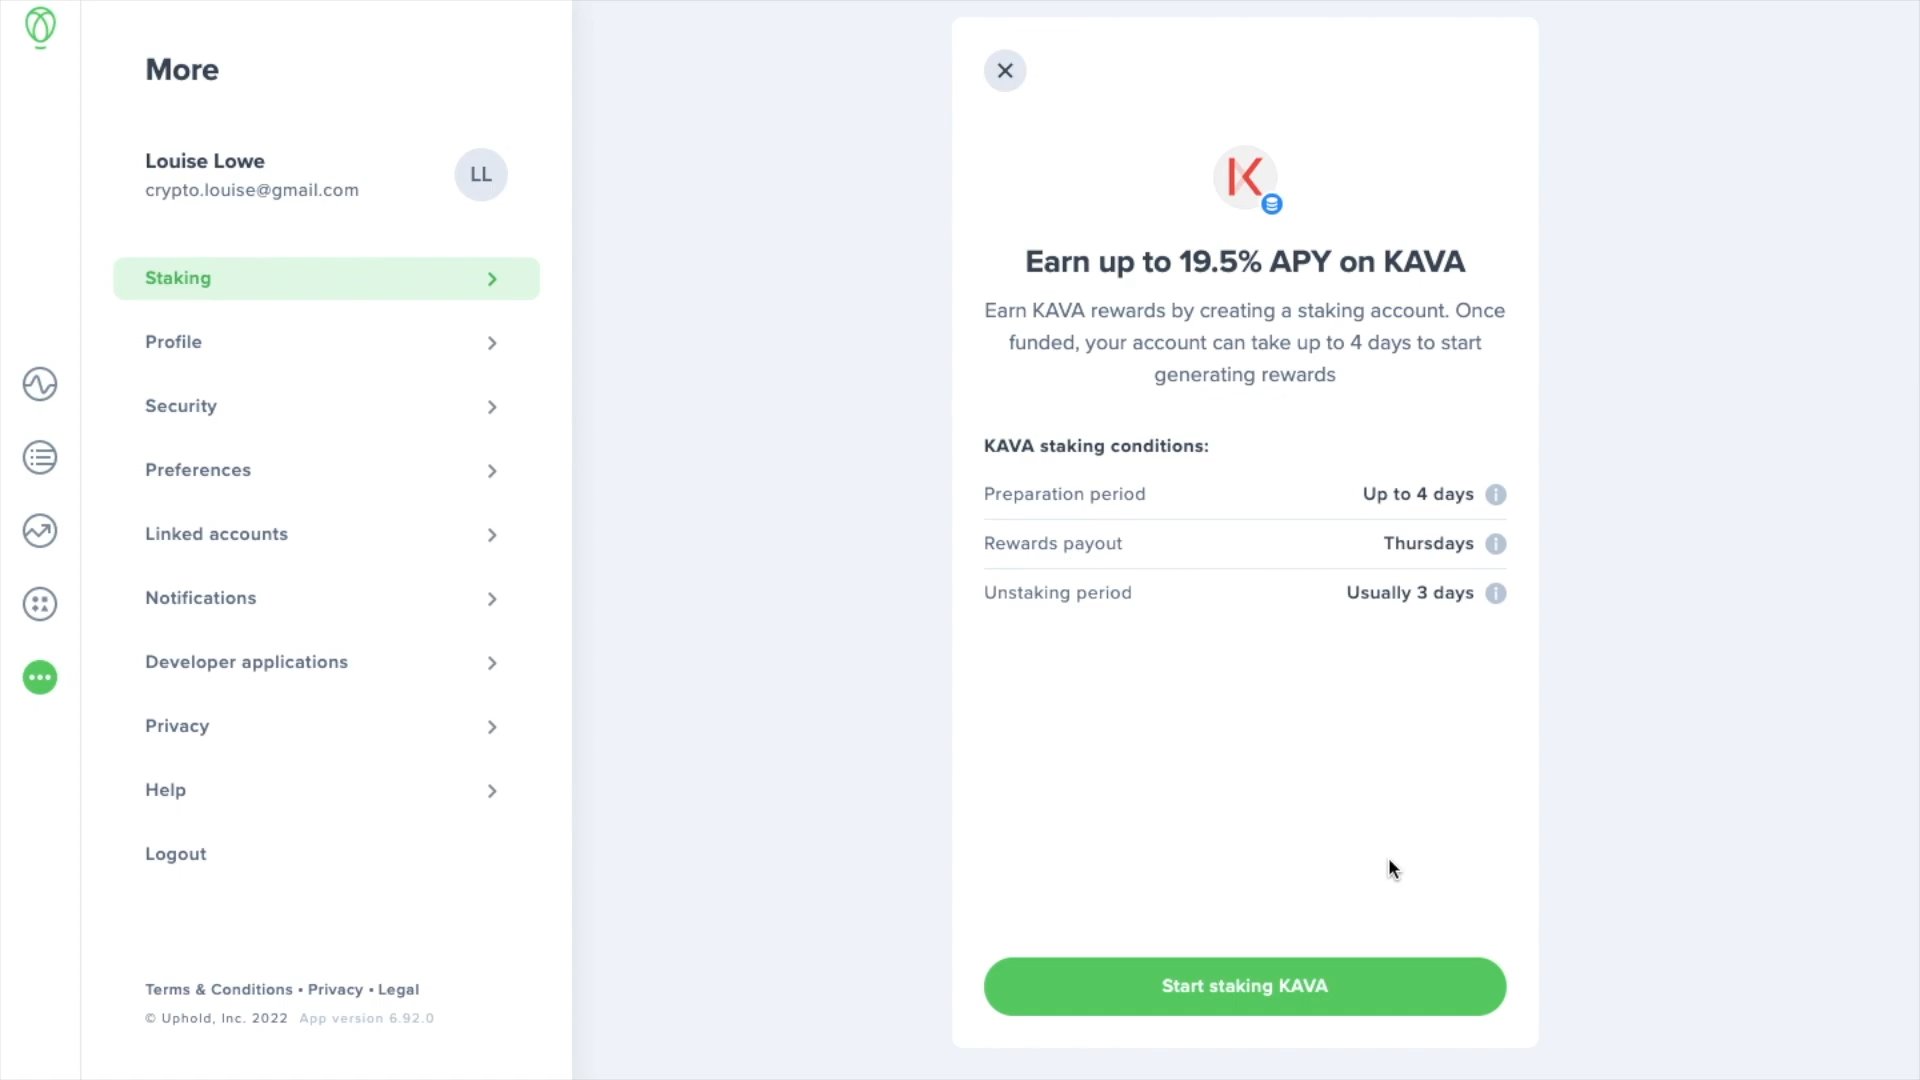 More
Louise Lowe
crypto.louise@gmail.com
LL
Staking
Profile
Security
Preferences
Linked accounts
Notifications
Developer applications
Privacy
Help
Logout
Terms & Conditions • Privacy • Legal
© Uphold, Inc. 2022 App version 6.92.0
Earn up to 19.5% APY on KAVA
Earn KAVA rewards by creating a staking account. Once
funded, your account can take up to 4 days to start
generating rewards
KAVA staking conditions:
Preparation period Up to 4 days
Rewards payout Thursdays
Unstaking period Usually 3 days
Start staking KAVA